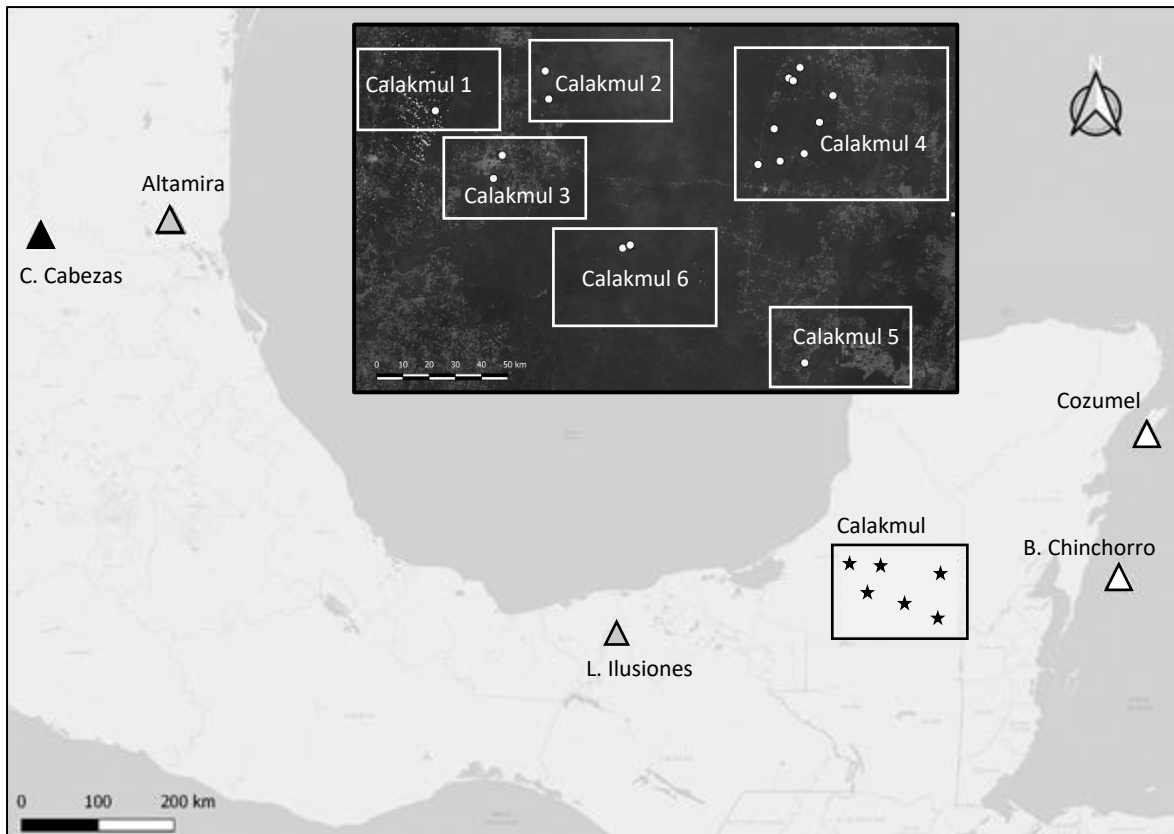 Calakmul 1
Calakmul 2
Calakmul 4
Calakmul 3
Calakmul 6
Calakmul 5
0 10 20 30 40 50 km
N
Altamira
C. Cabezas
Cozumel
Calakmul
B. Chinchorro
L. Ilusiones
0 100 200 km